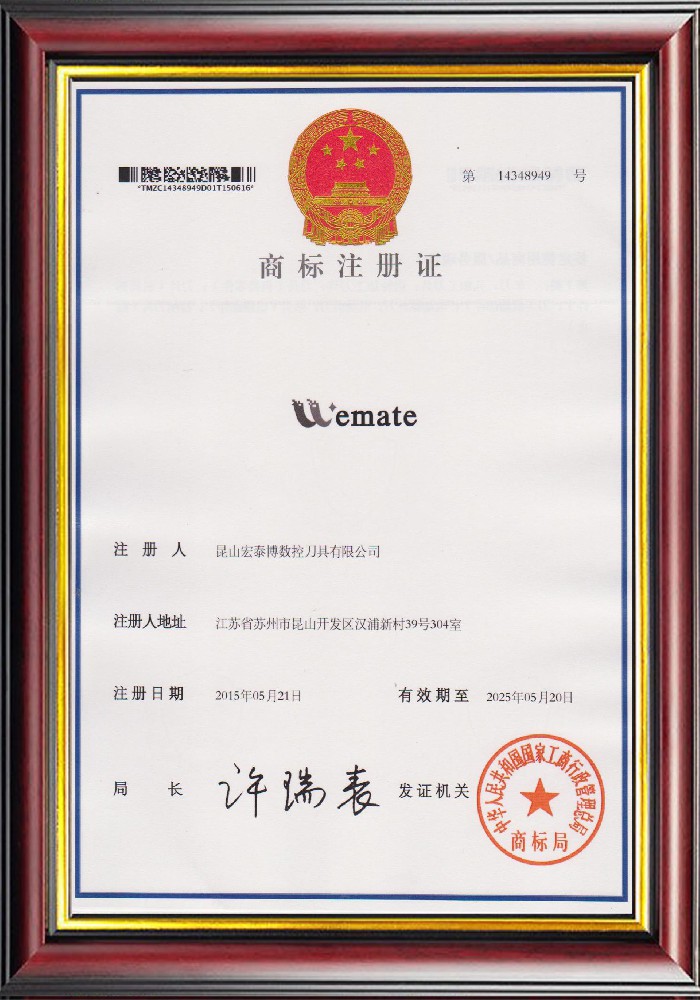 *TMZC14348949D01T150616*
第 14348949 号
商标注册证
Wemate
注册人 昆山宏泰博数控刀具有限公司
注册人地址 江苏省苏州市昆山开发区汉浦新村39号304室
注册日期 2015年05月21日 有效期至 2025年05月20日
局长 许瑞表 发证机关
中华人民共和国国家工商行政管理总局
商标局